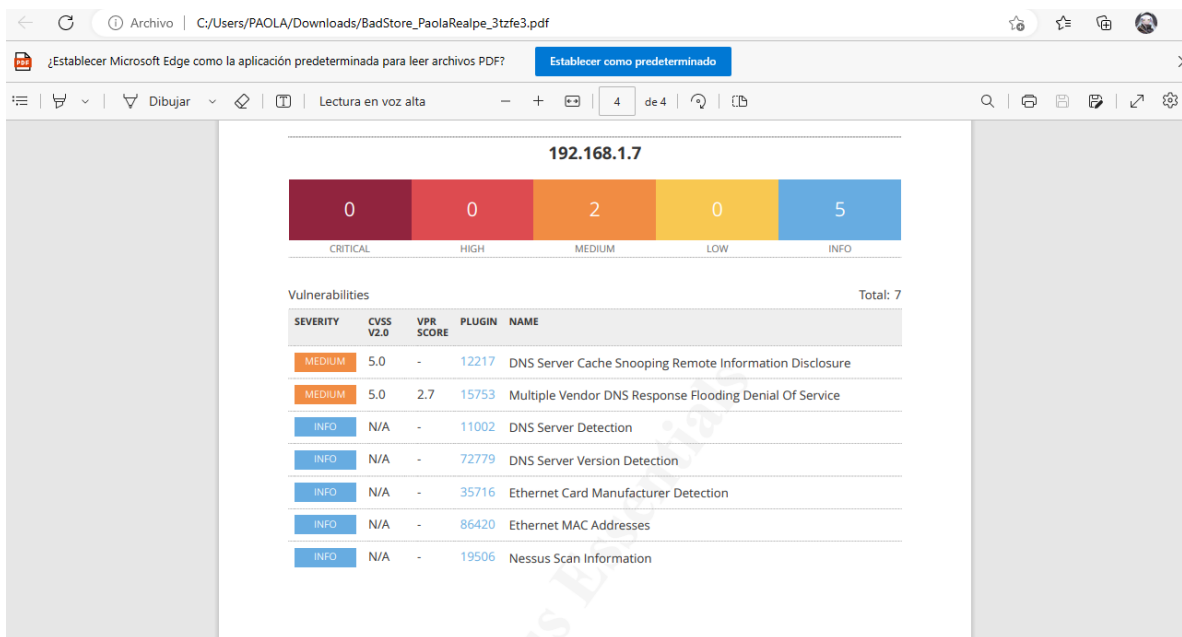 Archivo C:/Users/PAOLA/Downloads/BadStore_PaolaRealpe_3tzfe3.pdf
¿Establecer Microsoft Edge como la aplicación predeterminada para leer archivos PDF? Establecer como predeterminado
Dibujar Lectura en voz alta 4 de 4
192.168.1.7
0 0 2 0 5
CRITICAL HIGH MEDIUM LOW INFO
Vulnerabilities Total: 7
SEVERITY CVSS V2.0 VPR SCORE PLUGIN NAME
MEDIUM 5.0 - 12217 DNS Server Cache Snooping Remote Information Disclosure
MEDIUM 5.0 2.7 15753 Multiple Vendor DNS Response Flooding Denial Of Service
INFO N/A - 11002 DNS Server Detection
INFO N/A - 72779 DNS Server Version Detection
INFO N/A - 35716 Ethernet Card Manufacturer Detection
INFO N/A - 86420 Ethernet MAC Addresses
INFO N/A - 19506 Nessus Scan Information
s Essentials